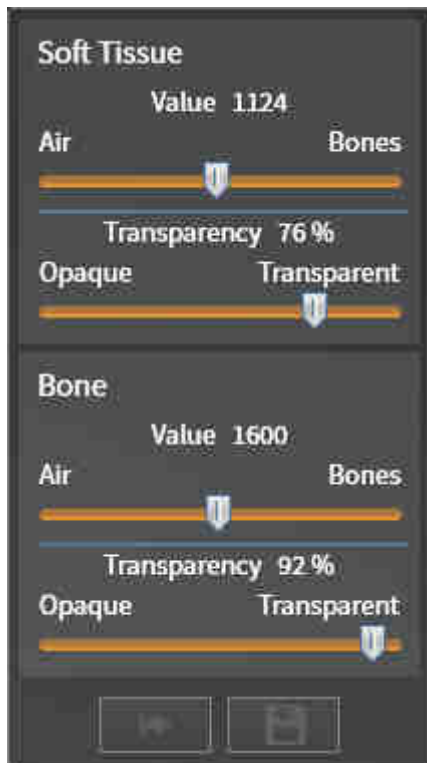 Soft Tissue
Value 1124
Air Bones
Transparency 76 %
Opaque Transparent
Bone
Value 1600
Air Bones
Transparency 92 %
Opaque Transparent